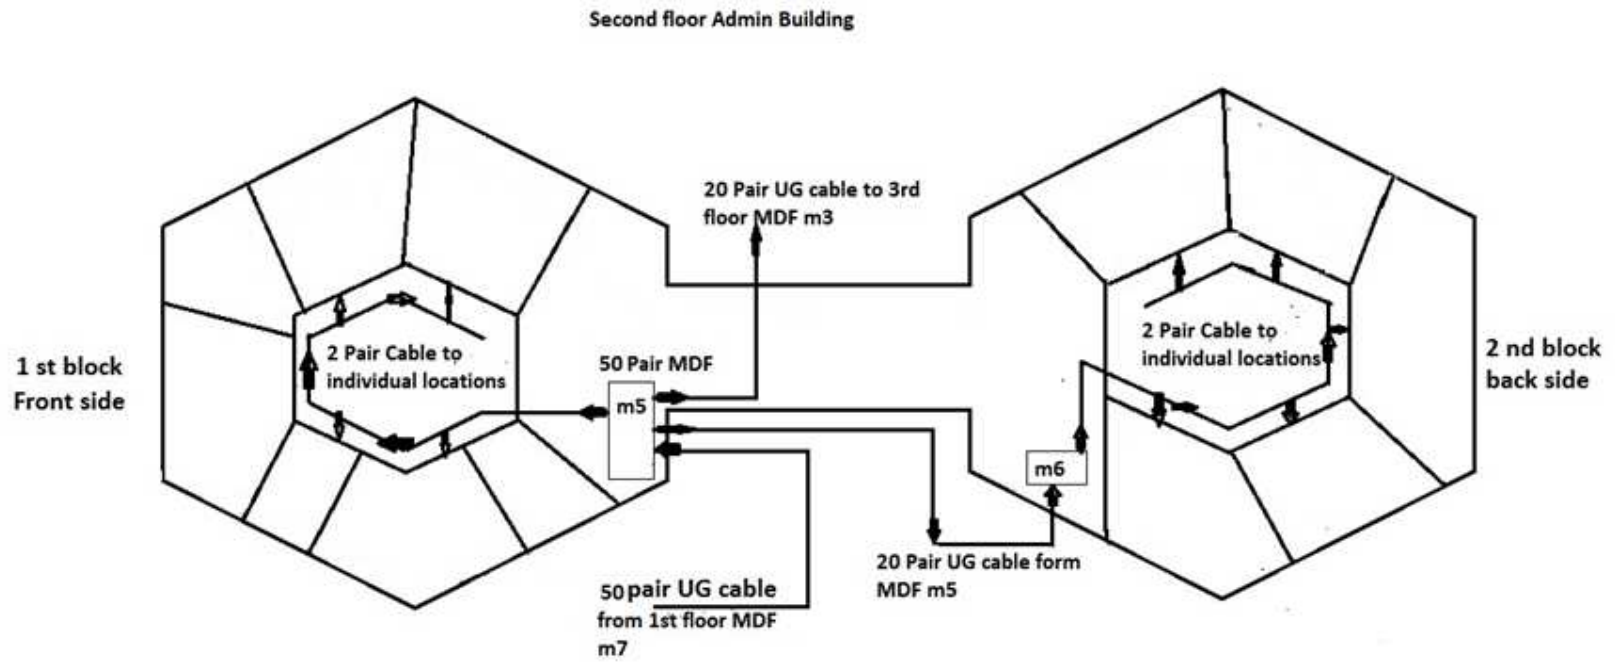 Second floor Admin Building
20 Pair UG cable to 3rd
floor MDF m3
1 st block
Front side
2 Pair Cable to
individual locations
50 Pair MDF
m5
2 Pair Cable to
individual locations
2 nd block
back side
m6
20 Pair UG cable form
MDF m5
50 pair UG cable
from 1st floor MDF
m7